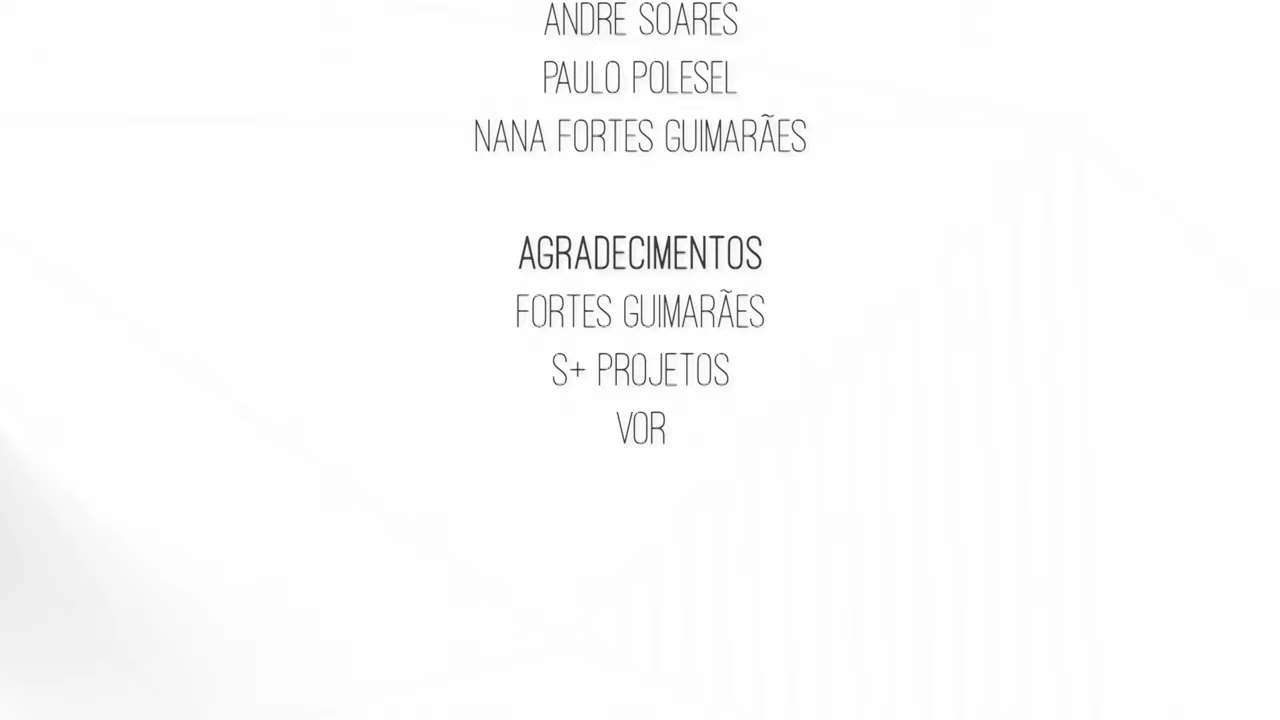 ANDRE SOARES
PAULO POLESEL
NANA FORTES GUIMARÃES
AGRADECIMENTOS
FORTES GUIMARÃES
S+ PROJETOS
VOR